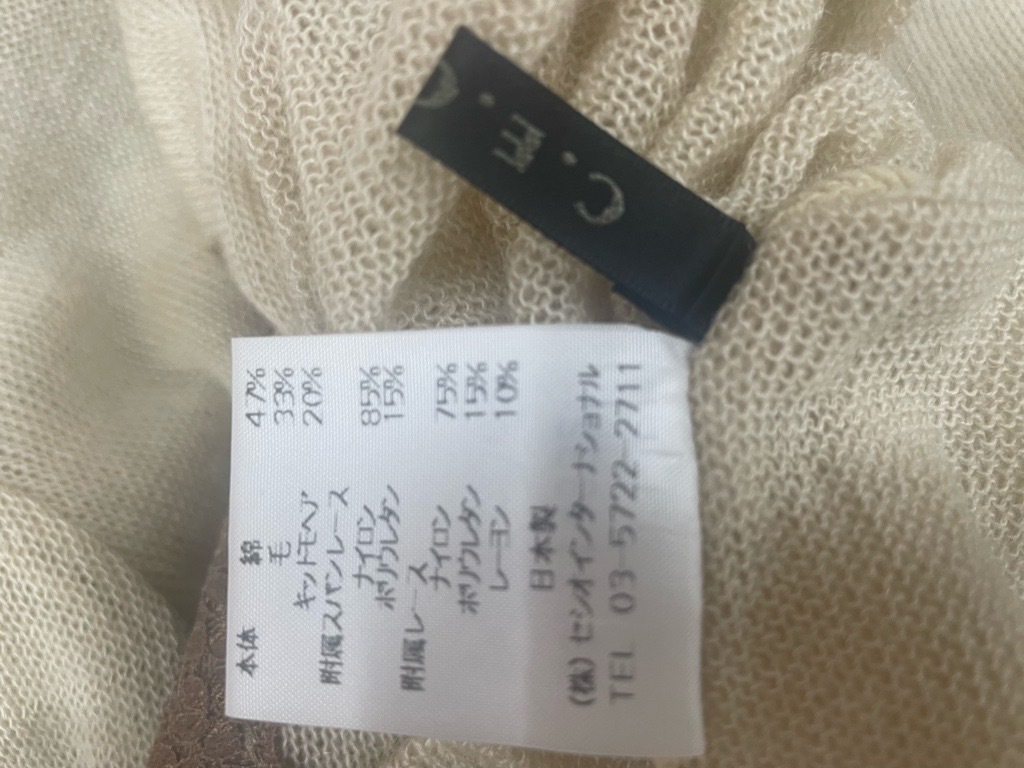 本体 綿 47%
毛 33%
キッドモヘア 20%
附属スパンレース
ナイロン 85%
ポリウレタン 15%
附属レース
ナイロン 75%
ポリウレタン 15%
レーヨン 10%
日本製
(株)セシオインターナショナル
TEL 03-5722-2711